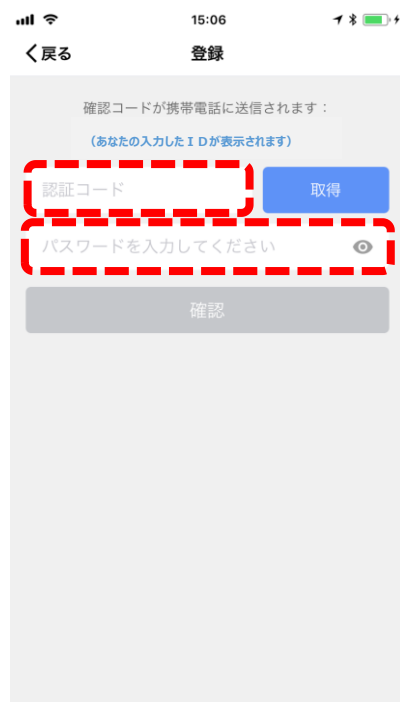 15:06
戻る
登録
確認コードが携帯電話に送信されます：
（あなたの入力したＩＤが表示されます）
認証コード
取得
パスワードを入力してください
確認